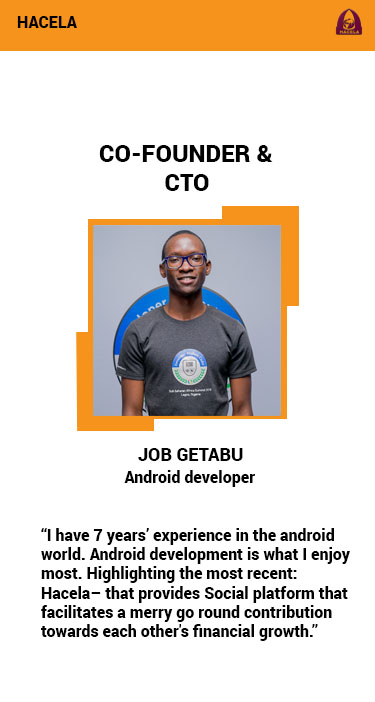 HACELA
HACELA
CO-FOUNDER &
CTO
JOB GETABU
Android developer
“I have 7 years’ experience in the android
world. Android development is what I enjoy
most. Highlighting the most recent:
Hacela– that provides Social platform that
facilitates a merry go round contribution
towards each other's financial growth.”